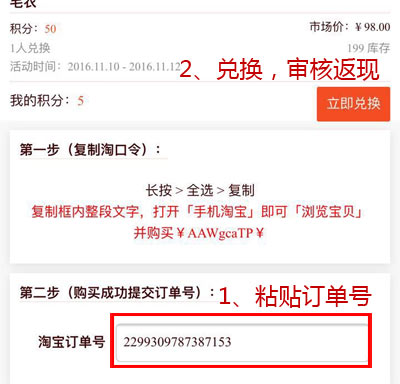 毛衣
积分：50
市场价：¥ 98.00
1人兑换
199 库存
活动时间：2016.11.10 - 2016.11.12
2、兑换，审核返现
我的积分：5
立即兑换
第一步（复制淘口令）：
长按 > 全选 > 复制
复制框内整段文字，打开「手机淘宝」即可「浏览宝贝」
并购买￥AAWgcaTP￥
第二步（购买成功提交订单号）：
1、粘贴订单号
淘宝订单号
2299309787387153